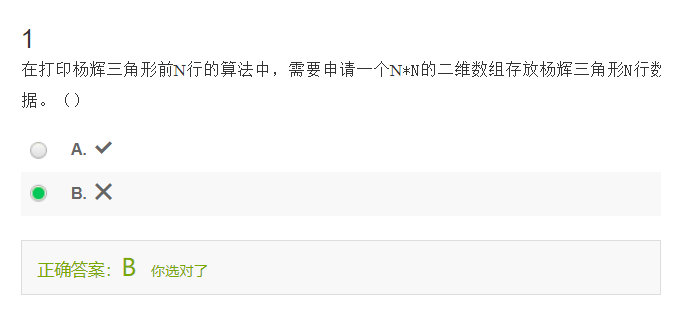 1
在打印杨辉三角形前N行的算法中，需要申请一个N*N的二维数组存放杨辉三角形N行数
据。（）
A. ✓
B. ✕
正确答案：B 你选对了